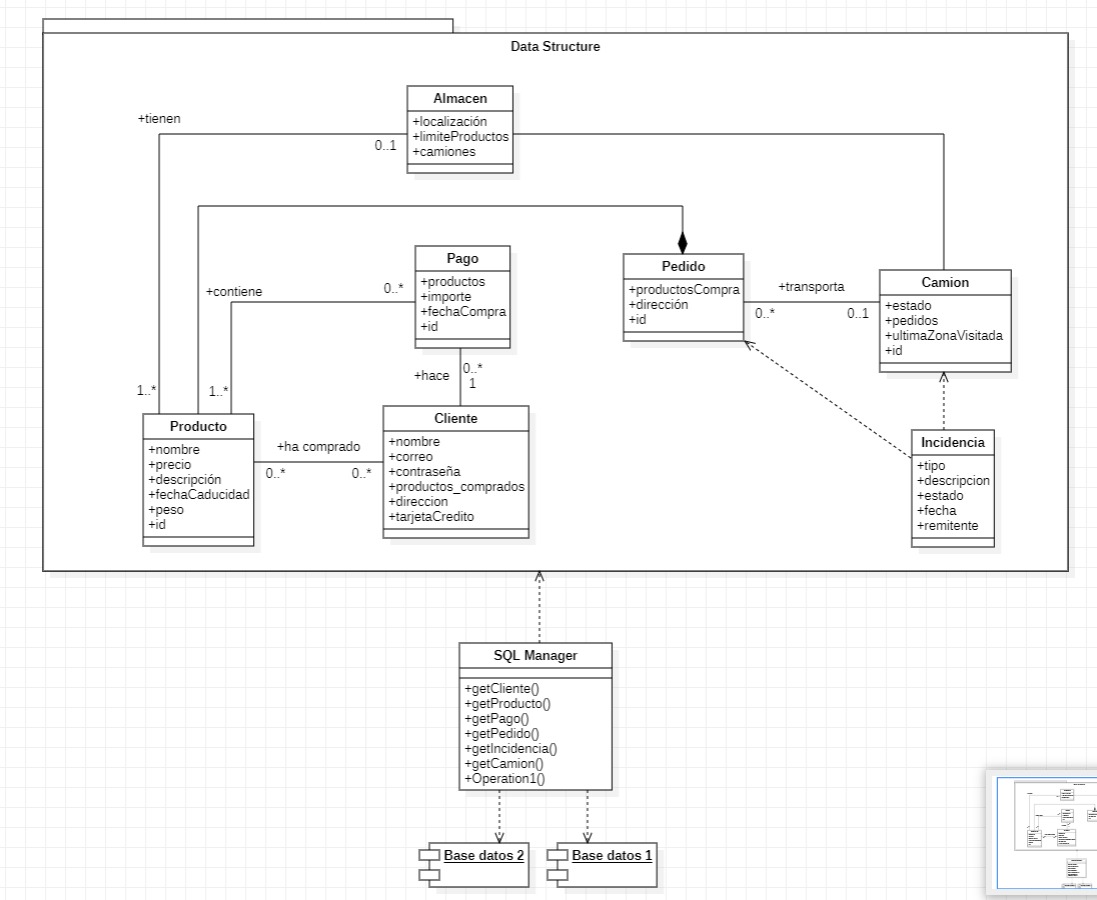 Data Structure
Almacen
+localización
+limiteProductos
+camiones
+tienen
0..1
Pago
+productos
+importe
+fechaCompra
+id
+contiene
0..*
Pedido
+productosCompra
+dirección
+id
+transporta
0..*
0..1
Camion
+estado
+pedidos
+ultimaZonaVisitada
+id
+hace
0..*
1
1..*
1..*
Producto
+nombre
+precio
+descripción
+fechaCaducidad
+peso
+id
+ha comprado
0..*
0..*
Cliente
+nombre
+correo
+contraseña
+productos_comprados
+direccion
+tarjetaCredito
Incidencia
+tipo
+descripcion
+estado
+fecha
+remitente
SQL Manager
+getCliente()
+getProducto()
+getPago()
+getPedido()
+getIncidencia()
+getCamion()
+Operation1()
Base datos 2
Base datos 1